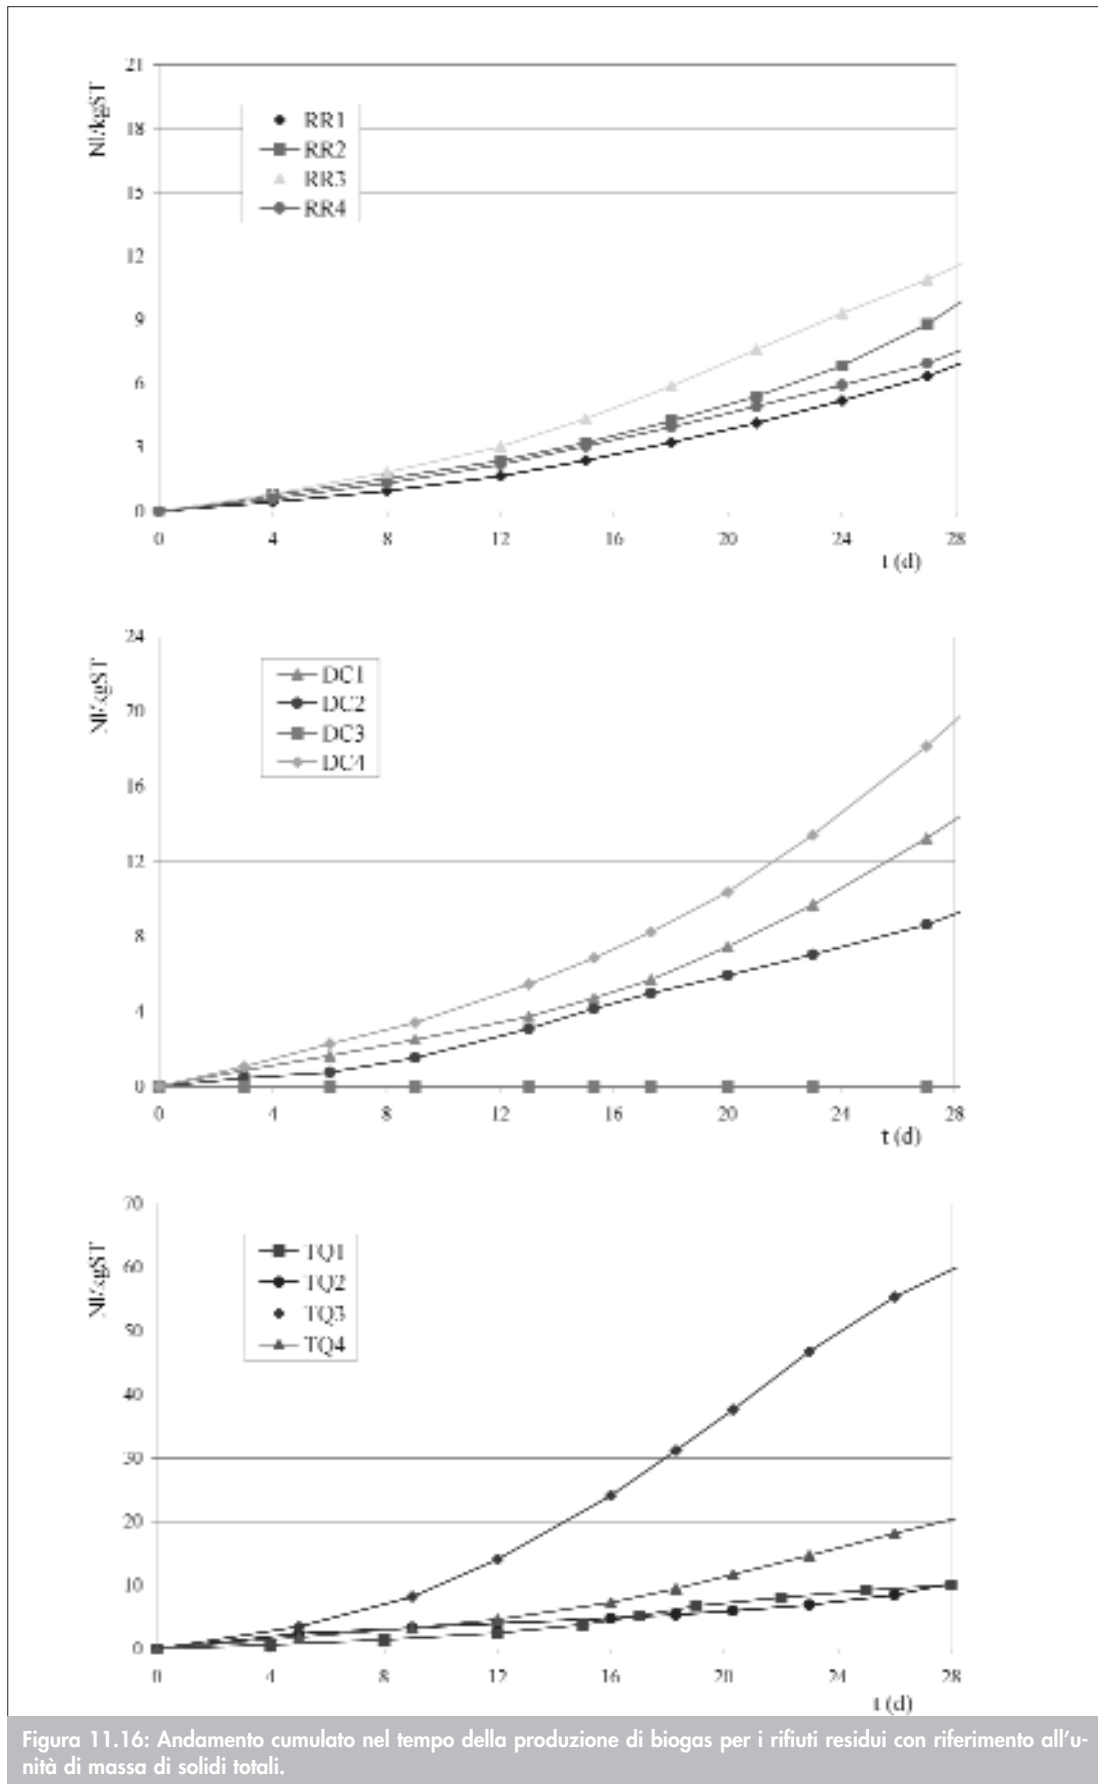 Nl/kgST
21
18
15
12
9
6
3
0
RR1
RR2
RR3
RR4
0 4 8 12 16 20 24 28
t (d)
Nl/kgST
24
20
16
12
8
4
0
DC1
DC2
DC3
DC4
0 4 8 12 16 20 24 28
t (d)
Nl/kgST
70
60
50
40
30
20
10
0
TQ1
TQ2
TQ3
TQ4
0 4 8 12 16 20 24 28
t (d)
Figura 11.16: Andamento cumulato nel tempo della produzione di biogas per i rifiuti residui con riferimento all'u-
nità di massa di solidi totali.